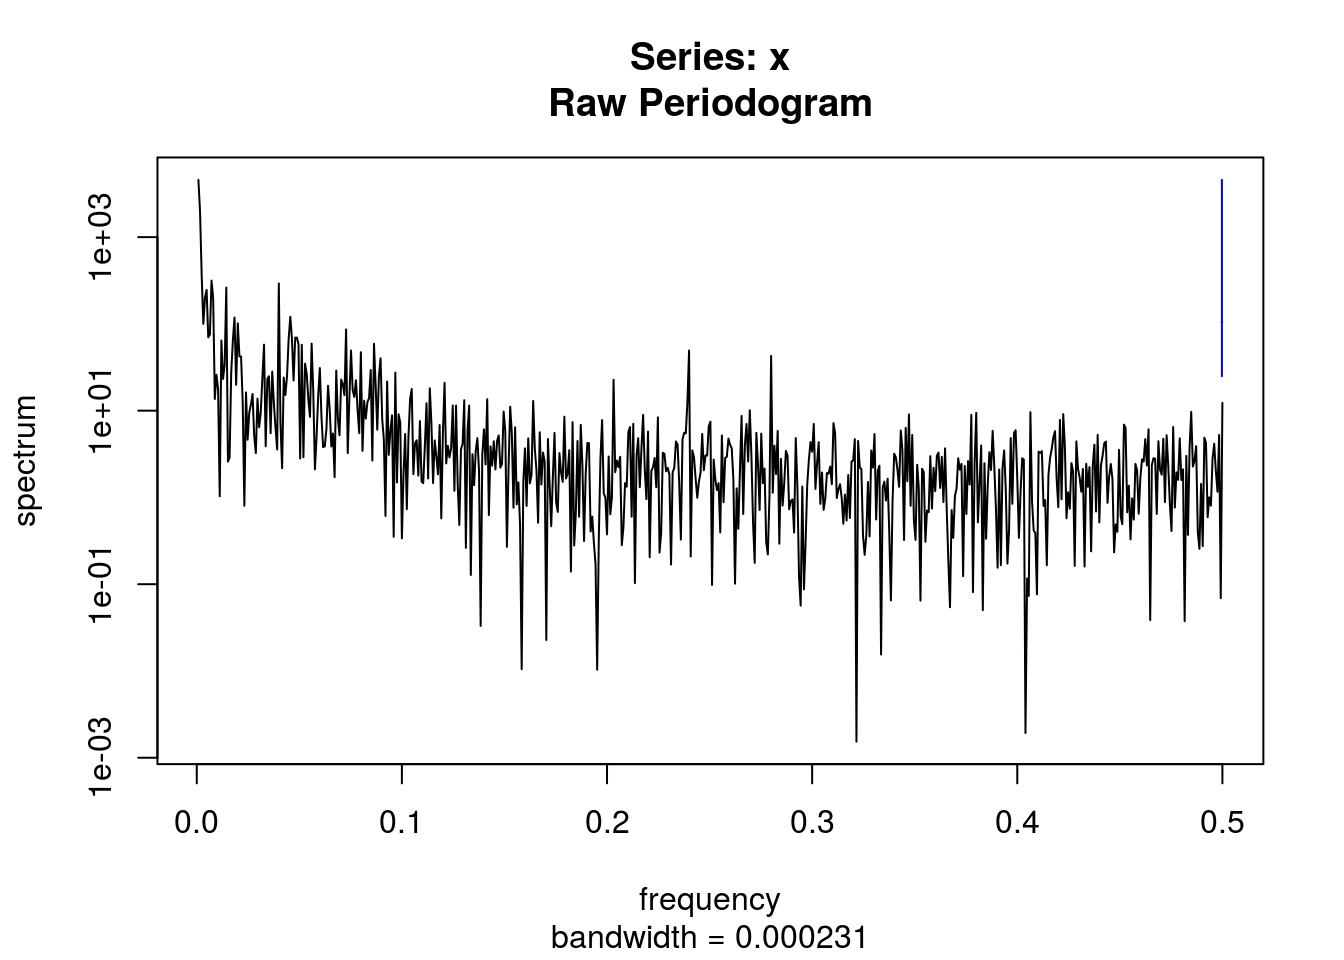 Series: x
Raw Periodogram
spectrum
1e+03
1e+01
1e-01
1e-03
0.0 0.1 0.2 0.3 0.4 0.5
frequency
bandwidth = 0.000231